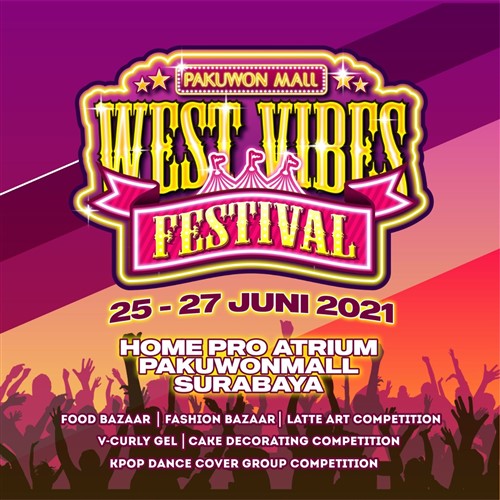 PAKUWON MALL
WEST VIBES
FESTIVAL
25 - 27 JUNI 2021
HOME PRO ATRIUM
PAKUWONMALL
SURABAYA
FOOD BAZAAR | FASHION BAZAAR | LATTE ART COMPETITION
V-CURLY GEL | CAKE DECORATING COMPETITION
KPOP DANCE COVER GROUP COMPETITION